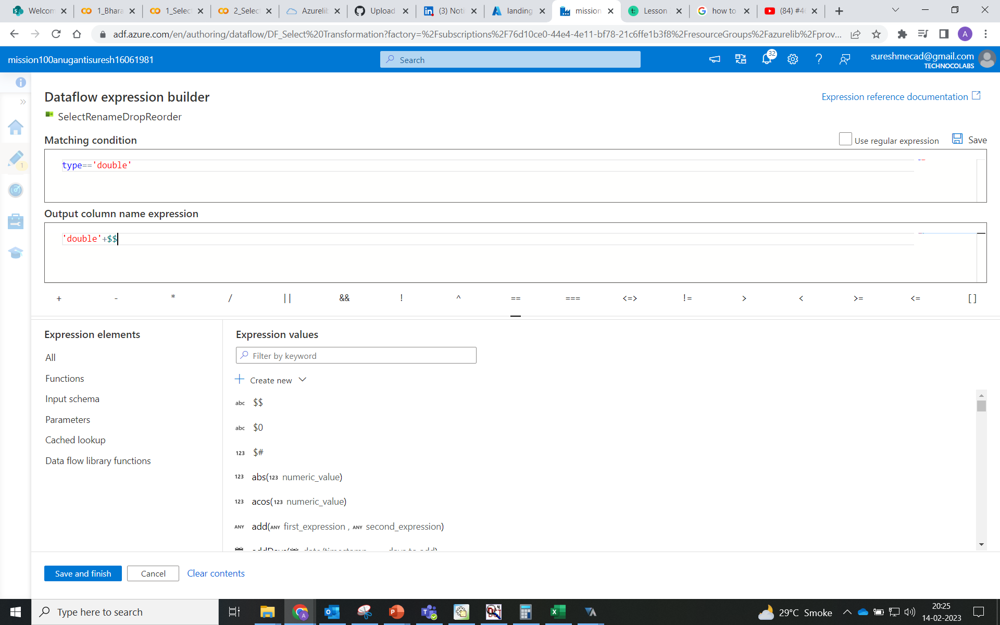 Welcom
1_Bhara
1_Select
2_Select
Azurelib
Upload
(3) Noti
landing
mission
Lesson
how to
(84) #4
adf.azure.com/en/authoring/dataflow/DF_Select%20Transformation?factory=%2Fsubscriptions%2F76d10ce0-44e4-4e11-bf78-21c6ffe1b3f8%2FresourceGroups%2Fazurelib%2Fprov...
A
mission100anugantisuresh16061981
Search
32
sureshmecad@gmail.com
TECHNOCOLABS
Dataflow expression builder
Expression reference documentation
SelectRenameDropReorder
Matching condition
Use regular expression
Save
type=='double'
1
Output column name expression
'double'+$$
+ - * / || && ! ^ == === <=> != > < >= <= []
Expression elements
Expression values
All
Filter by keyword
Functions
Create new
Input schema
abc $$
Parameters
abc $0
Cached lookup
123 $#
Data flow library functions
123 abs(123 numeric_value)
123 acos(123 numeric_value)
ANY add(ANY first_expression , ANY second_expression)
Save and finish
Cancel
Clear contents
Type here to search
29°C Smoke
20:25
14-02-2023